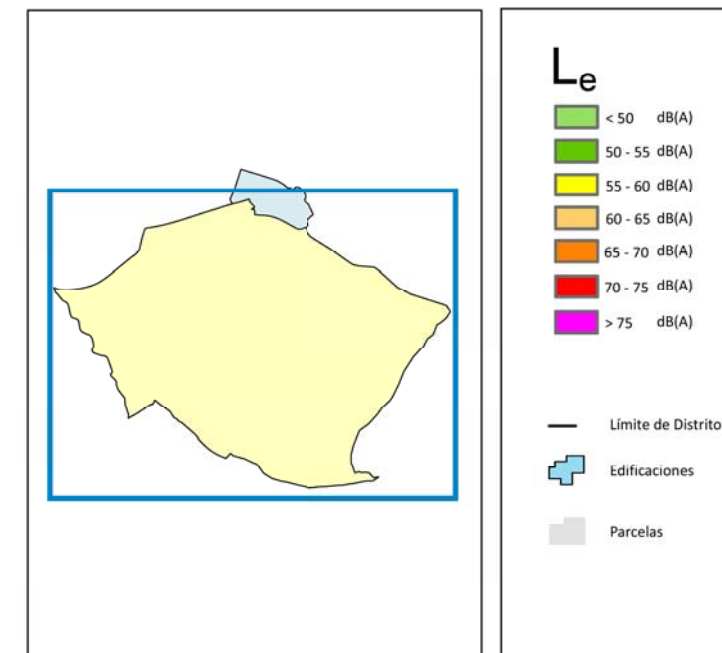 Le
< 50 dB(A)
50 - 55 dB(A)
55 - 60 dB(A)
60 - 65 dB(A)
65 - 70 dB(A)
70 - 75 dB(A)
> 75 dB(A)
Límite de Distrito
Edificaciones
Parcelas